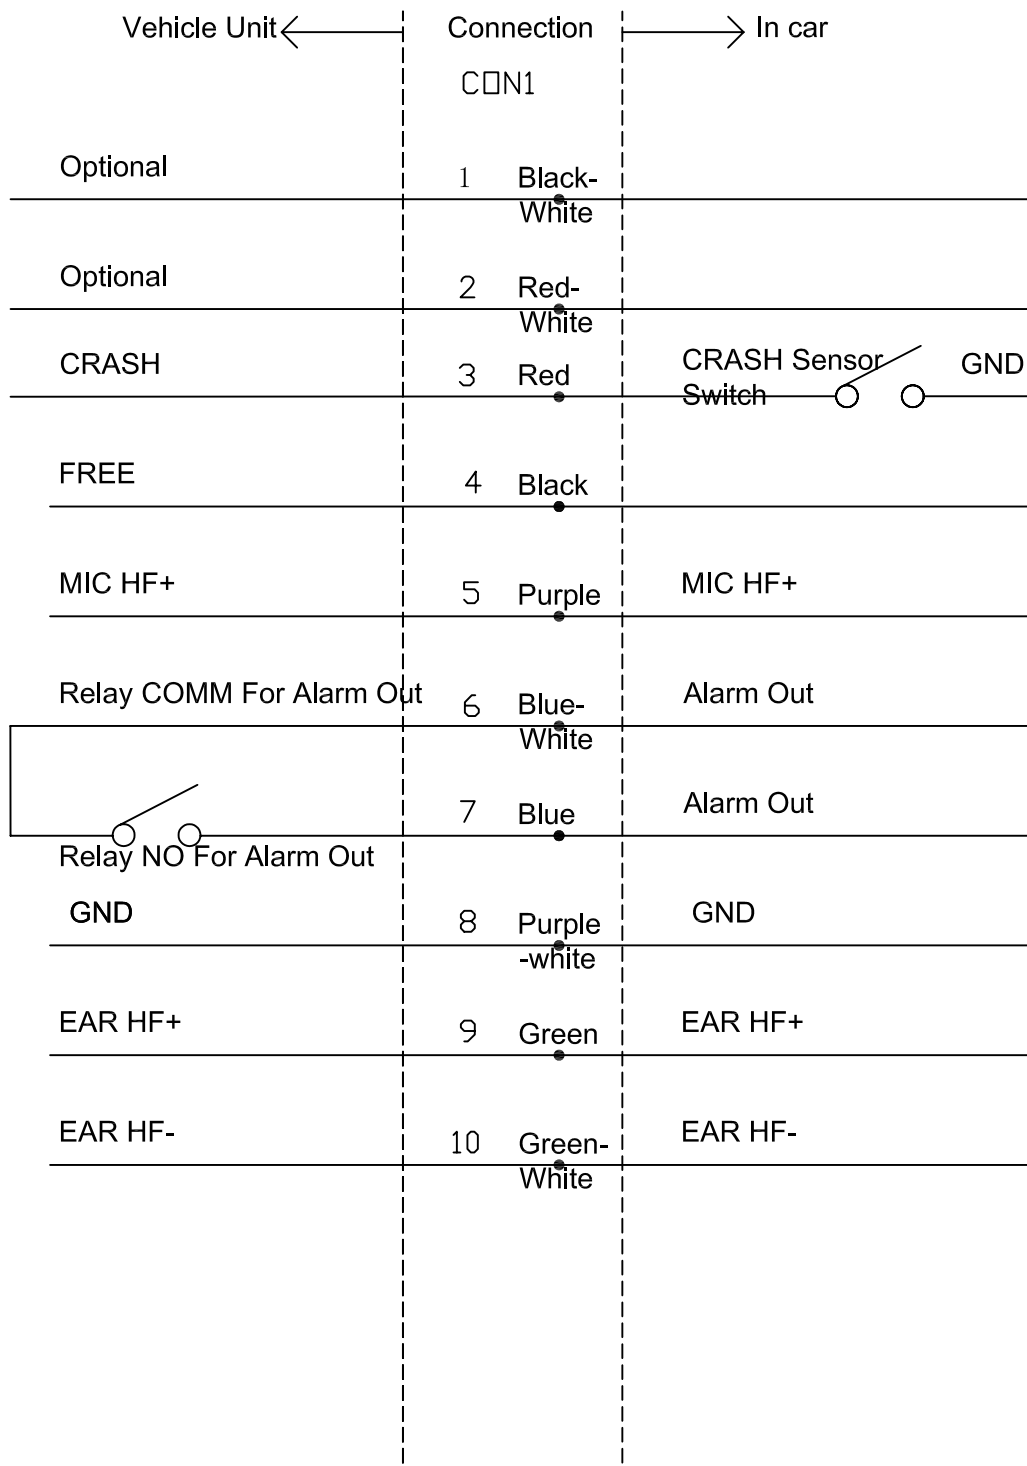 Vehicle Unit
Connection
In car
CON1
Optional
1
Black-
White
Optional
2
Red-
White
CRASH
3
Red
CRASH Sensor
Switch
GND
FREE
4
Black
MIC HF+
5
Purple
MIC HF+
Relay COMM For Alarm Out
6
Blue-
White
Alarm Out
7
Blue
Alarm Out
Relay NO For Alarm Out
GND
8
Purple
-white
GND
EAR HF+
9
Green
EAR HF+
EAR HF-
10
Green-
White
EAR HF-